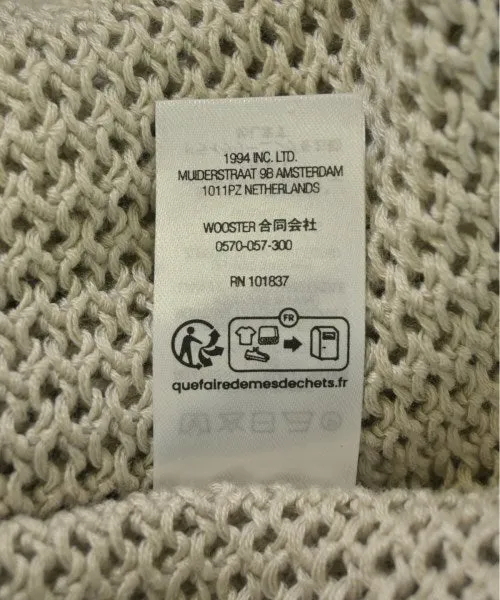 1994 INC. LTD.
MUIDERSTRAAT 9B AMSTERDAM
1011PZ NETHERLANDS
WOOSTER 合同会社
0570-057-300
RN 101837
FR
quefairedemesdechets.fr